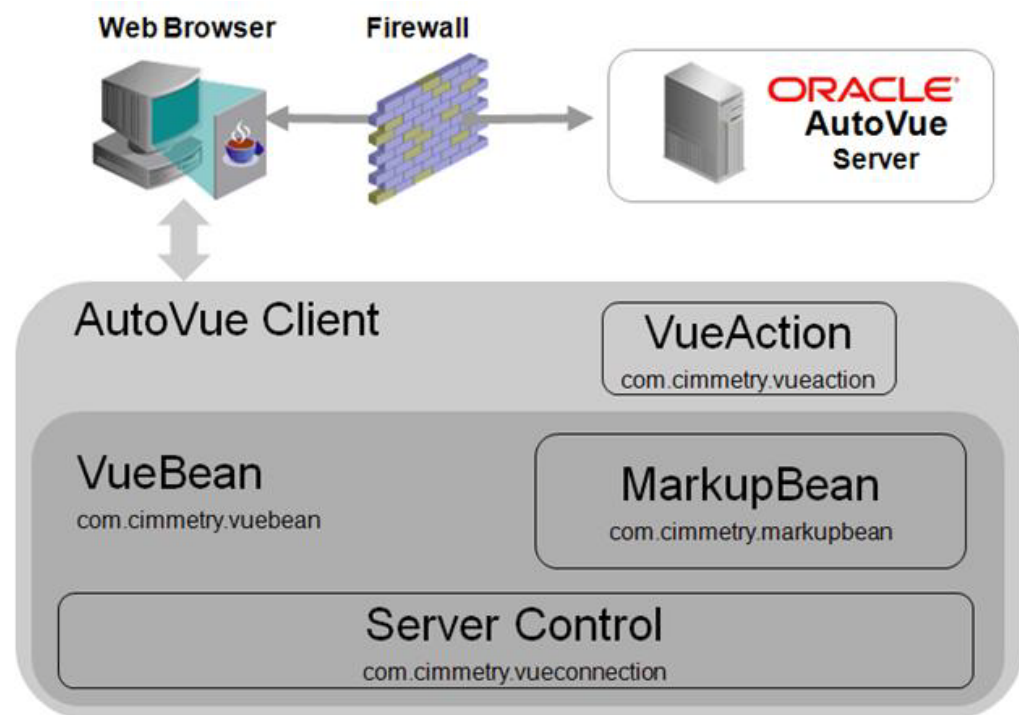 Web Browser
Firewall
ORACLE
AutoVue
Server
AutoVue Client
VueAction
com.cimmetry.vueaction
VueBean
com.cimmetry.vuebean
MarkupBean
com.cimmetry.markupbean
Server Control
com.cimmetry.vueconnection